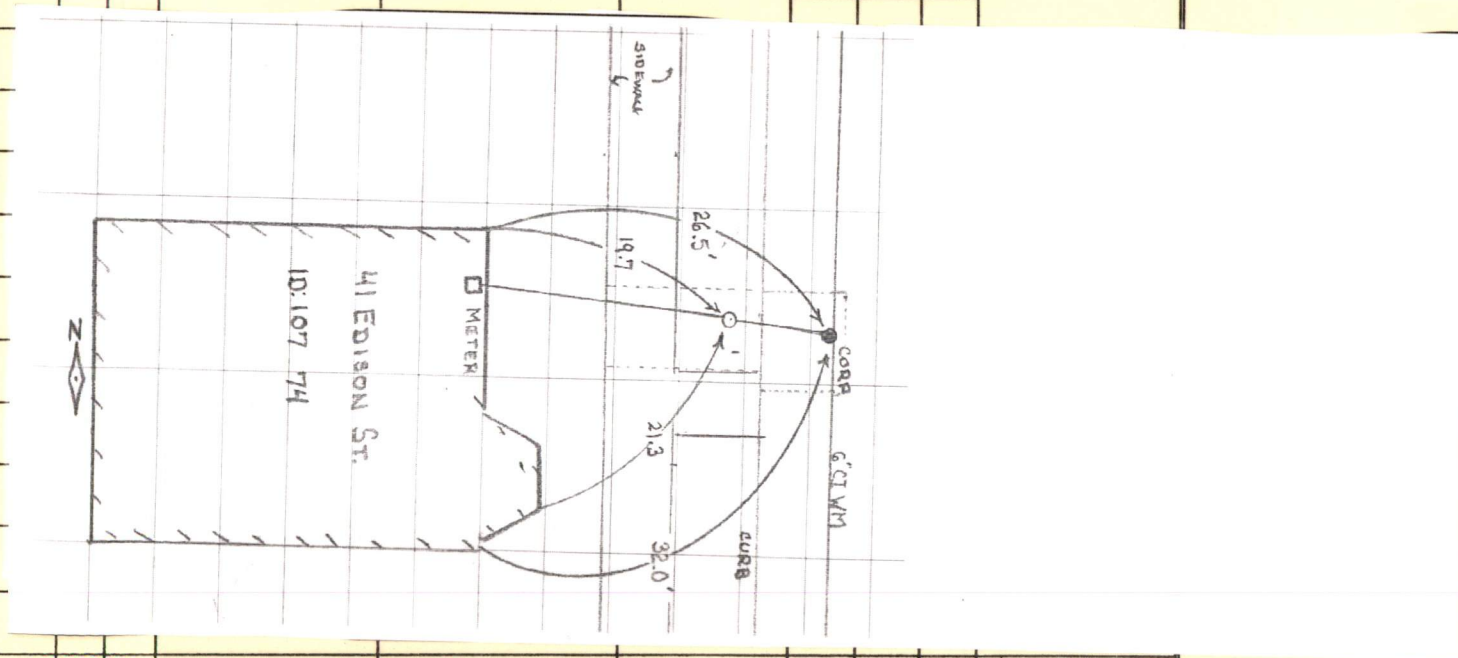 SIDEWALK
26.5'
19.7
41 EDISON ST.
ID: 107 74
METER
N
CORP
21.3
6" CI WM
CURB
32.0'